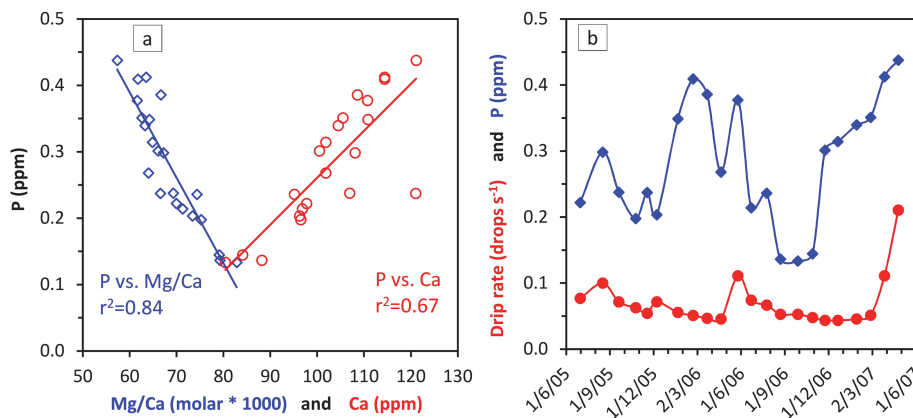 a
P (ppm)
0.5
0.4
0.3
0.2
0.1
0.0
P vs. Mg/Ca
r²=0.84
P vs. Ca
r²=0.67
50 60 70 80 90 100 110 120 130
Mg/Ca (molar * 1000) and Ca (ppm)
b
Drip rate (drops s⁻¹) and P (ppm)
0.5
0.4
0.3
0.2
0.1
0.0
1/6/05 1/9/05 1/12/05 2/3/06 1/6/06 1/9/06 1/12/06 2/3/07 1/6/07